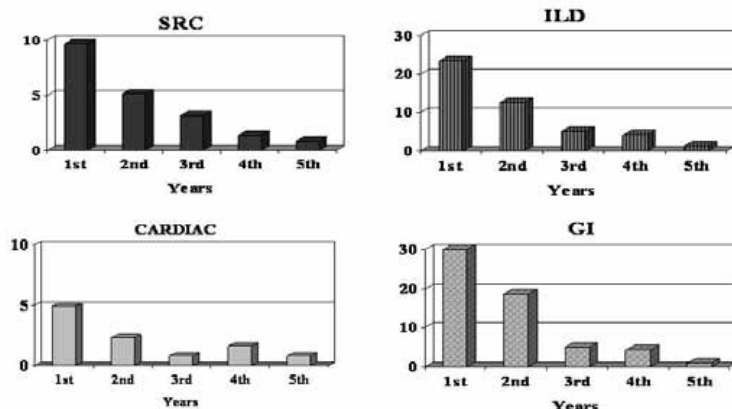 SRC
10
5
0
1st 2nd 3rd 4th 5th
Years
ILD
30
20
10
0
1st 2nd 3rd 4th 5th
Years
CARDIAC
10
5
0
1st 2nd 3rd 4th 5th
Years
GI
30
20
10
0
1st 2nd 3rd 4th 5th
Years